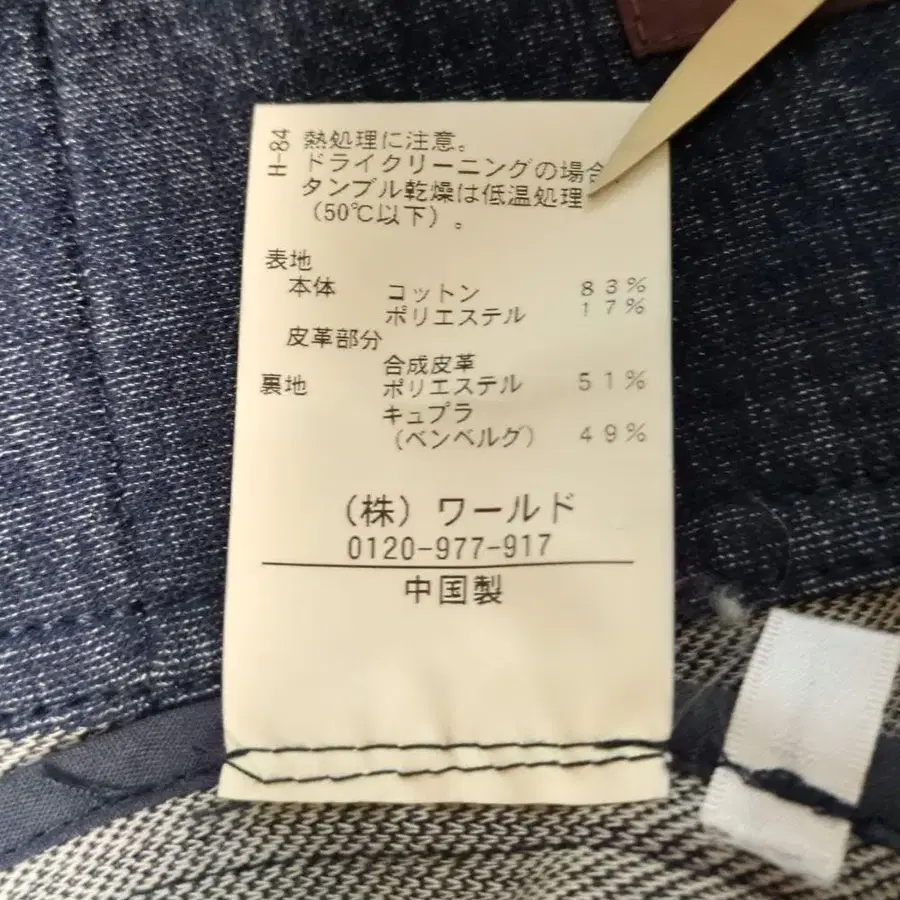 H-84
熱処理に注意。
ドライクリーニングの場合
タンブル乾燥は低温処理
(50℃以下)。
表地
本体 コットン 83%
ポリエステル 17%
皮革部分
合成皮革
裏地 ポリエステル 51%
キュプラ
(ベンベルグ) 49%
(株)ワールド
0120-977-917
中国製